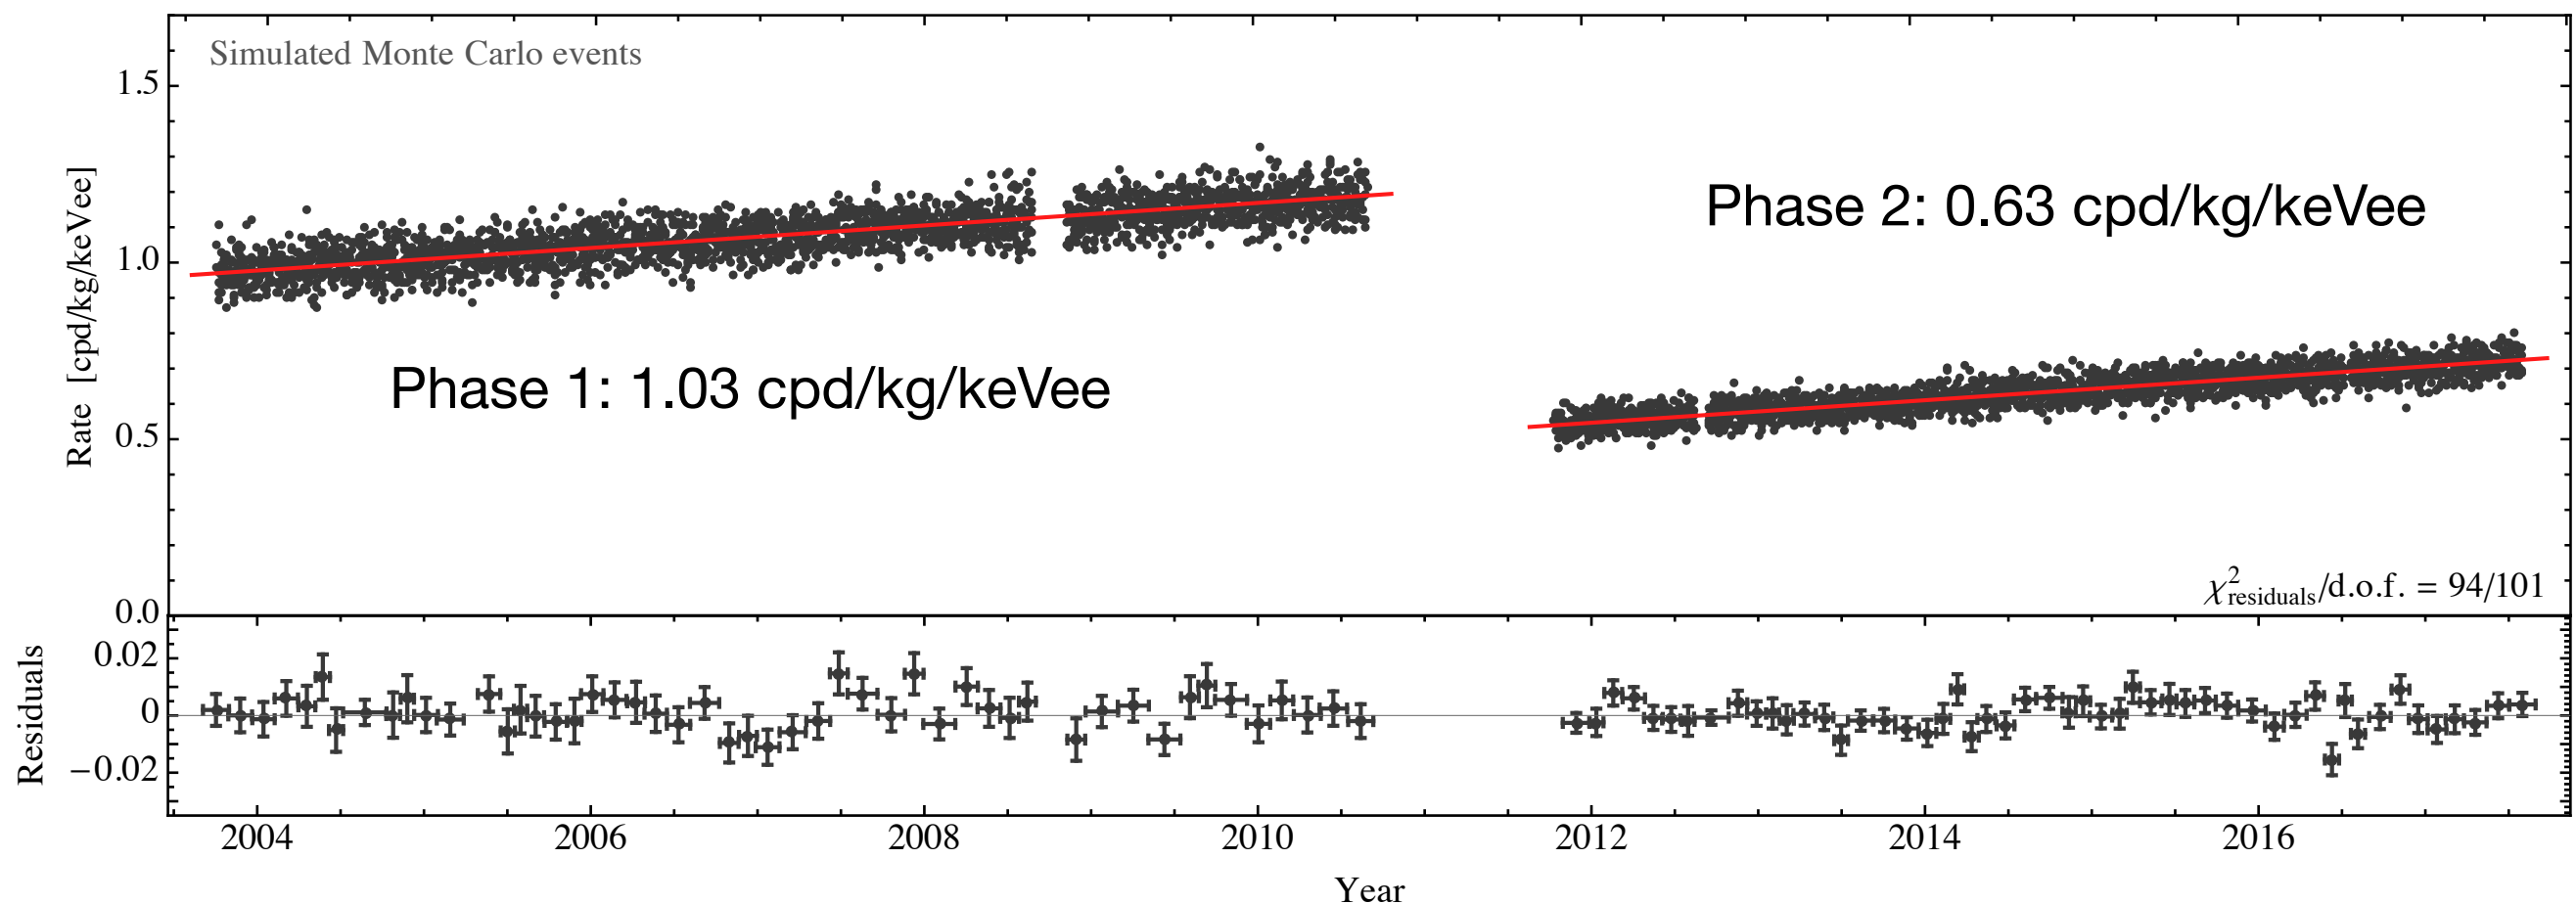 Simulated Monte Carlo events
1.5
1.0
0.5
0.0
Rate [cpd/kg/keVee]
Phase 1: 1.03 cpd/kg/keVee
Phase 2: 0.63 cpd/kg/keVee
χ²residuals/d.o.f. = 94/101
Residuals
0.02
0
−0.02
2004 2006 2008 2010 2012 2014 2016
Year